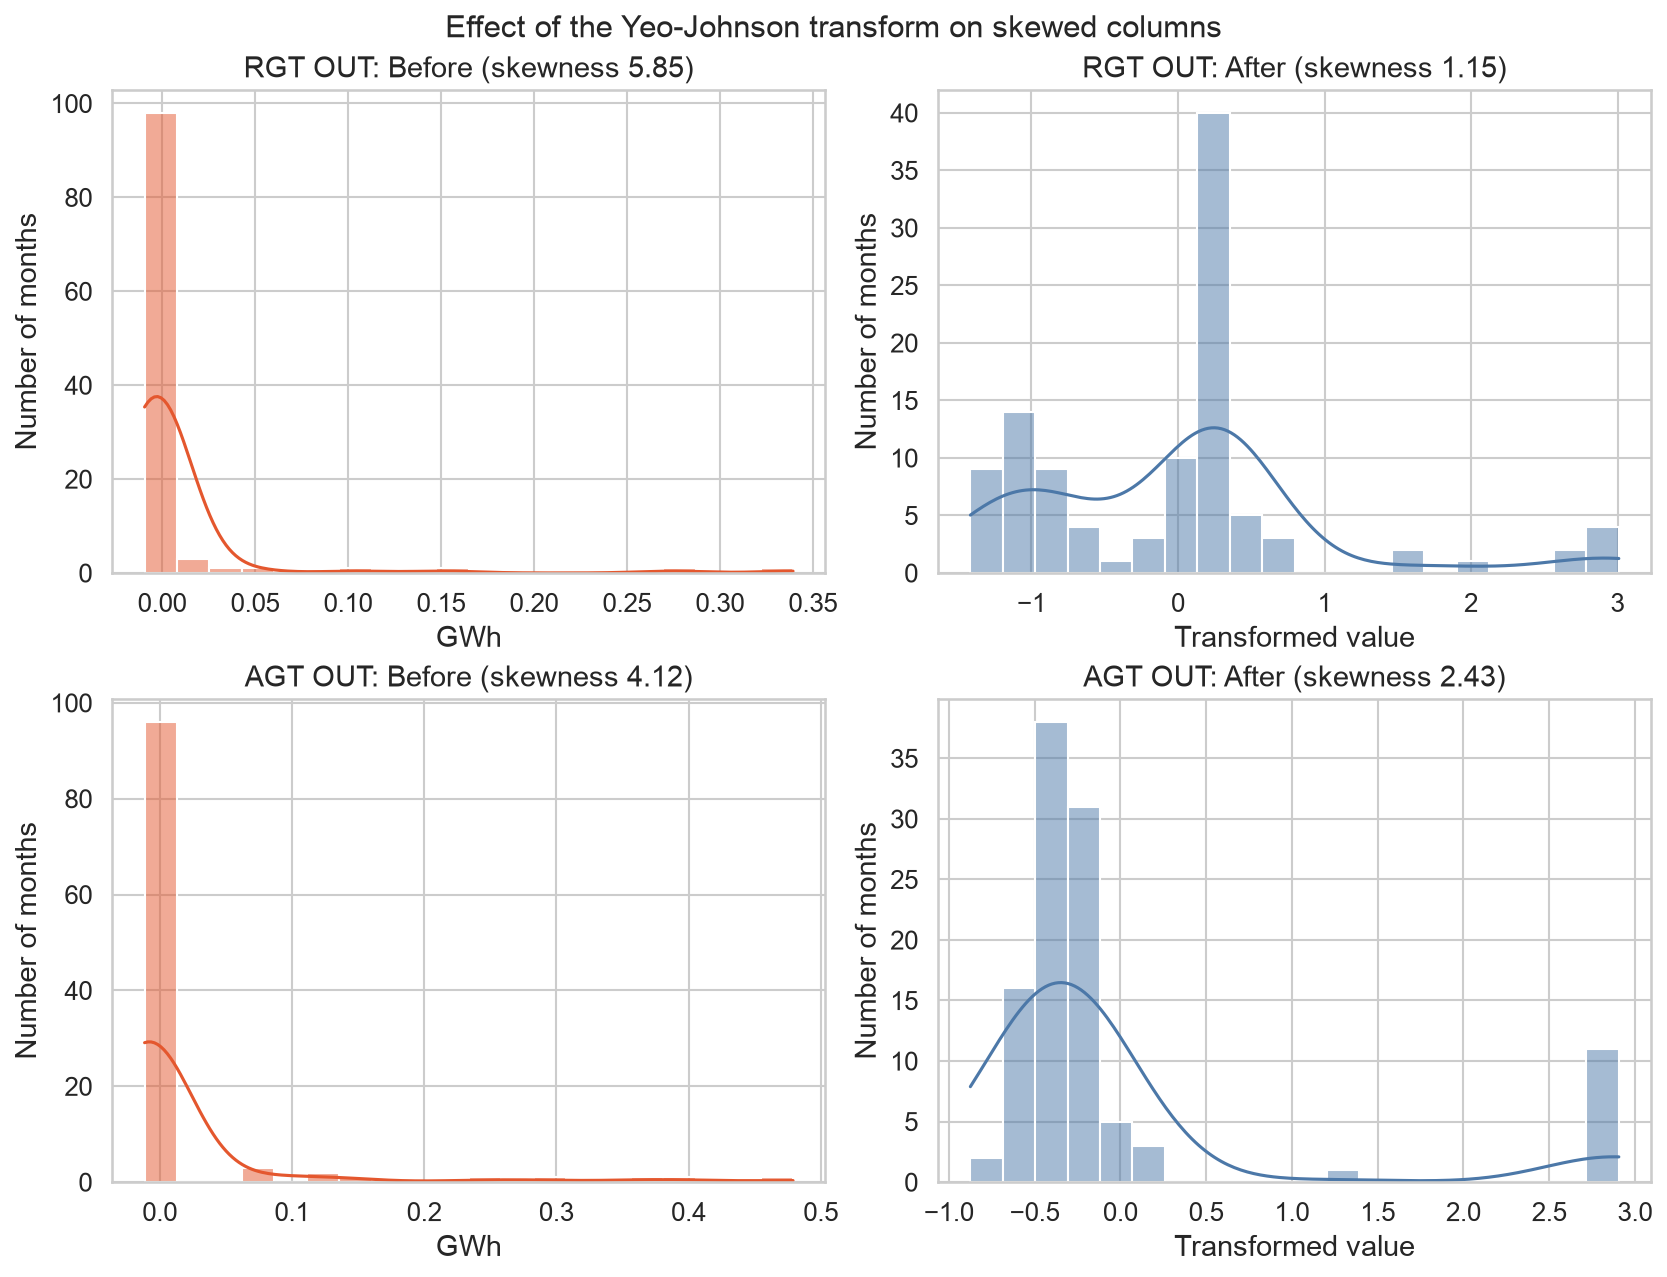 Effect of the Yeo-Johnson transform on skewed columns
RGT OUT: Before (skewness 5.85)
100
80
60
40
20
0
Number of months
0.00 0.05 0.10 0.15 0.20 0.25 0.30 0.35
GWh
RGT OUT: After (skewness 1.15)
40
35
30
25
20
15
10
5
0
Number of months
−1 0 1 2 3
Transformed value
AGT OUT: Before (skewness 4.12)
100
80
60
40
20
0
Number of months
0.0 0.1 0.2 0.3 0.4 0.5
GWh
AGT OUT: After (skewness 2.43)
35
30
25
20
15
10
5
0
Number of months
−1.0 −0.5 0.0 0.5 1.0 1.5 2.0 2.5 3.0
Transformed value